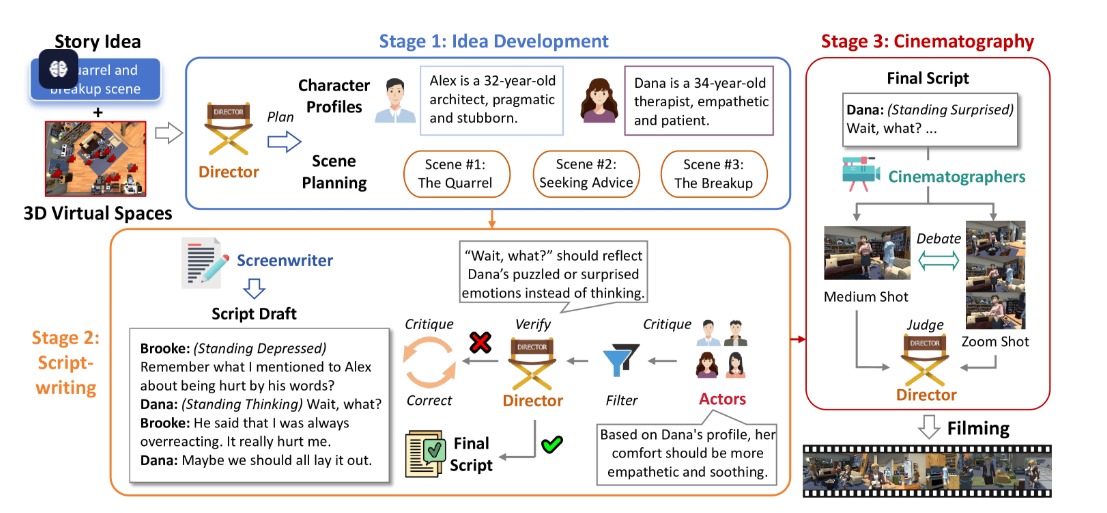 Story Idea
uarrel and
reakup scene
+
3D Virtual Spaces
Stage 1: Idea Development
DIRECTOR
Director
Plan
Character
Profiles
Alex is a 32-year-old
architect, pragmatic
and stubborn.
Dana is a 34-year-old
therapist, empathetic
and patient.
Scene
Planning
Scene #1:
The Quarrel
Scene #2:
Seeking Advice
Scene #3:
The Breakup
Stage 2:
Script-
writing
Screenwriter
Script Draft
Brooke: (Standing Depressed)
Remember what I mentioned to Alex
about being hurt by his words?
Dana: (Standing Thinking) Wait, what?
Brooke: He said that I was always
overreacting. It really hurt me.
Dana: Maybe we should all lay it out.
“Wait, what?” should reflect
Dana’s puzzled or surprised
emotions instead of thinking.
Critique
Correct
Verify
DIRECTOR
Director
Filter
Critique
Actors
Based on Dana's profile, her
comfort should be more
empathetic and soothing.
Final
Script
Stage 3: Cinematography
Final Script
Dana: (Standing Surprised)
Wait, what? ...
Cinematographers
Debate
Medium Shot
Zoom Shot
Judge
DIRECTOR
Director
Filming